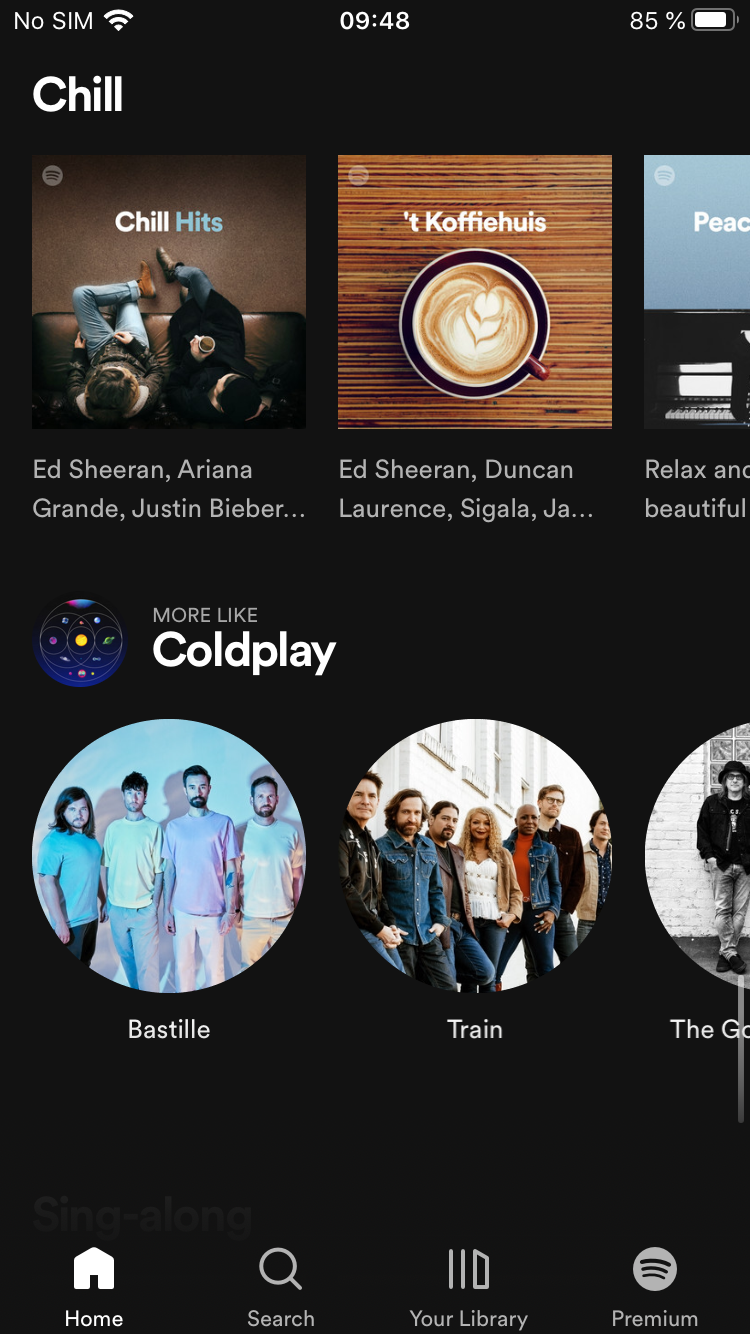 No SIM 09:48 85 %
Chill
Chill Hits
't Koffiehuis
Peac
Ed Sheeran, Ariana
Grande, Justin Bieber...
Ed Sheeran, Duncan
Laurence, Sigala, Ja...
Relax and
beautiful
MORE LIKE
Coldplay
Bastille
Train
The Go
Sing-along
Home
Search
Your Library
Premium